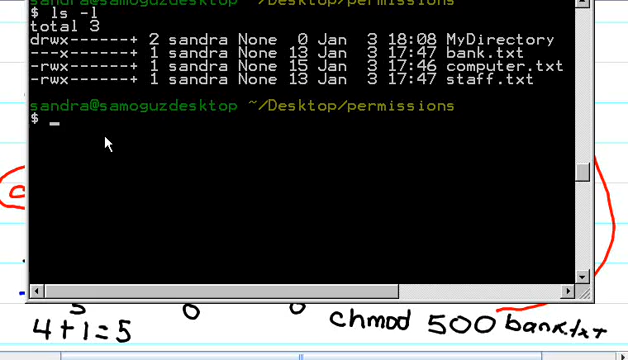 sandra@samoguzdesktop ~/Desktop/permissions
$ ls -l
total 3
drwx------+ 2 sandra None  0 Jan  3 18:08 MyDirectory
---x------+ 1 sandra None 13 Jan  3 17:47 bank.txt
-rwx------+ 1 sandra None 15 Jan  3 17:46 computer.txt
-rwx------+ 1 sandra None 13 Jan  3 17:47 staff.txt
sandra@samoguzdesktop ~/Desktop/permissions
$ _
0 0
4+1=5 chmod 500 bank.txt